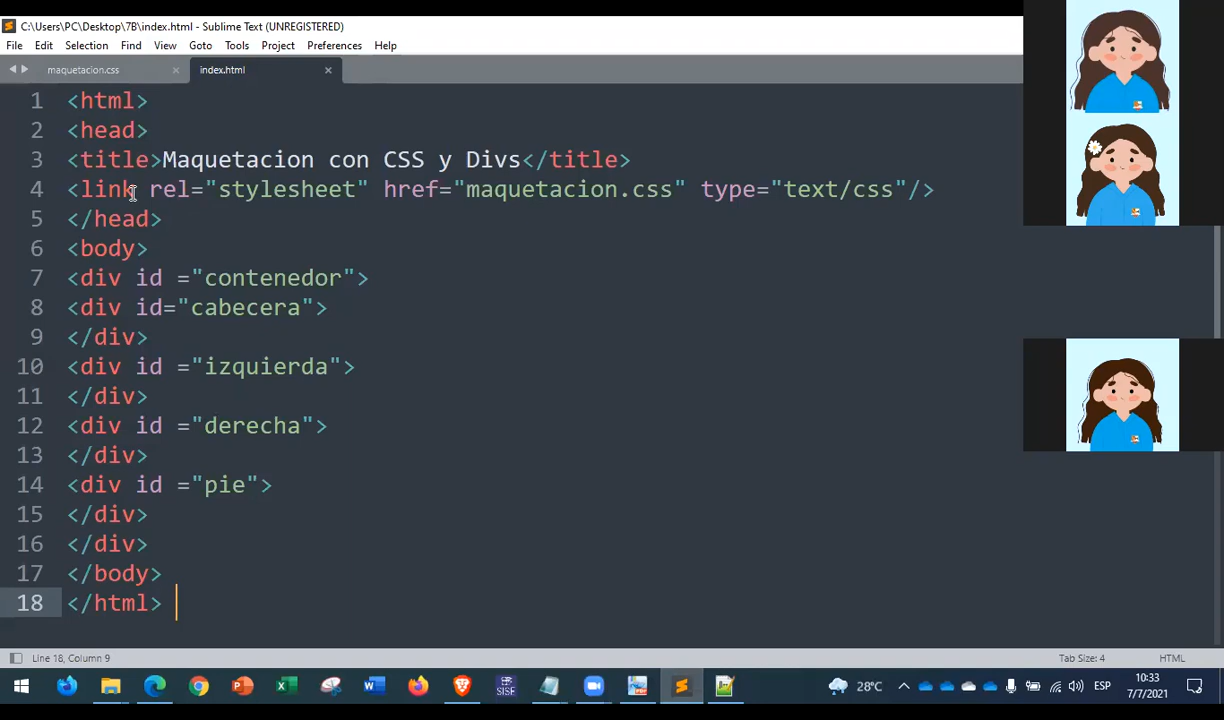 C:\Users\PC\Desktop\7B\index.html - Sublime Text (UNREGISTERED)
File Edit Selection Find View Goto Tools Project Preferences Help
maquetacion.css × index.html ×
1 <html>
2 <head>
3 <title>Maquetacion con CSS y Divs</title>
4 <link rel="stylesheet" href="maquetacion.css" type="text/css"/>
5 </head>
6 <body>
7 <div id ="contenedor">
8 <div id="cabecera">
9 </div>
10 <div id ="izquierda">
11 </div>
12 <div id ="derecha">
13 </div>
14 <div id ="pie">
15 </div>
16 </div>
17 </body>
18 </html>
Line 18, Column 9 Tab Size: 4 HTML
SISE 28°C ESP 10:33
7/7/2021